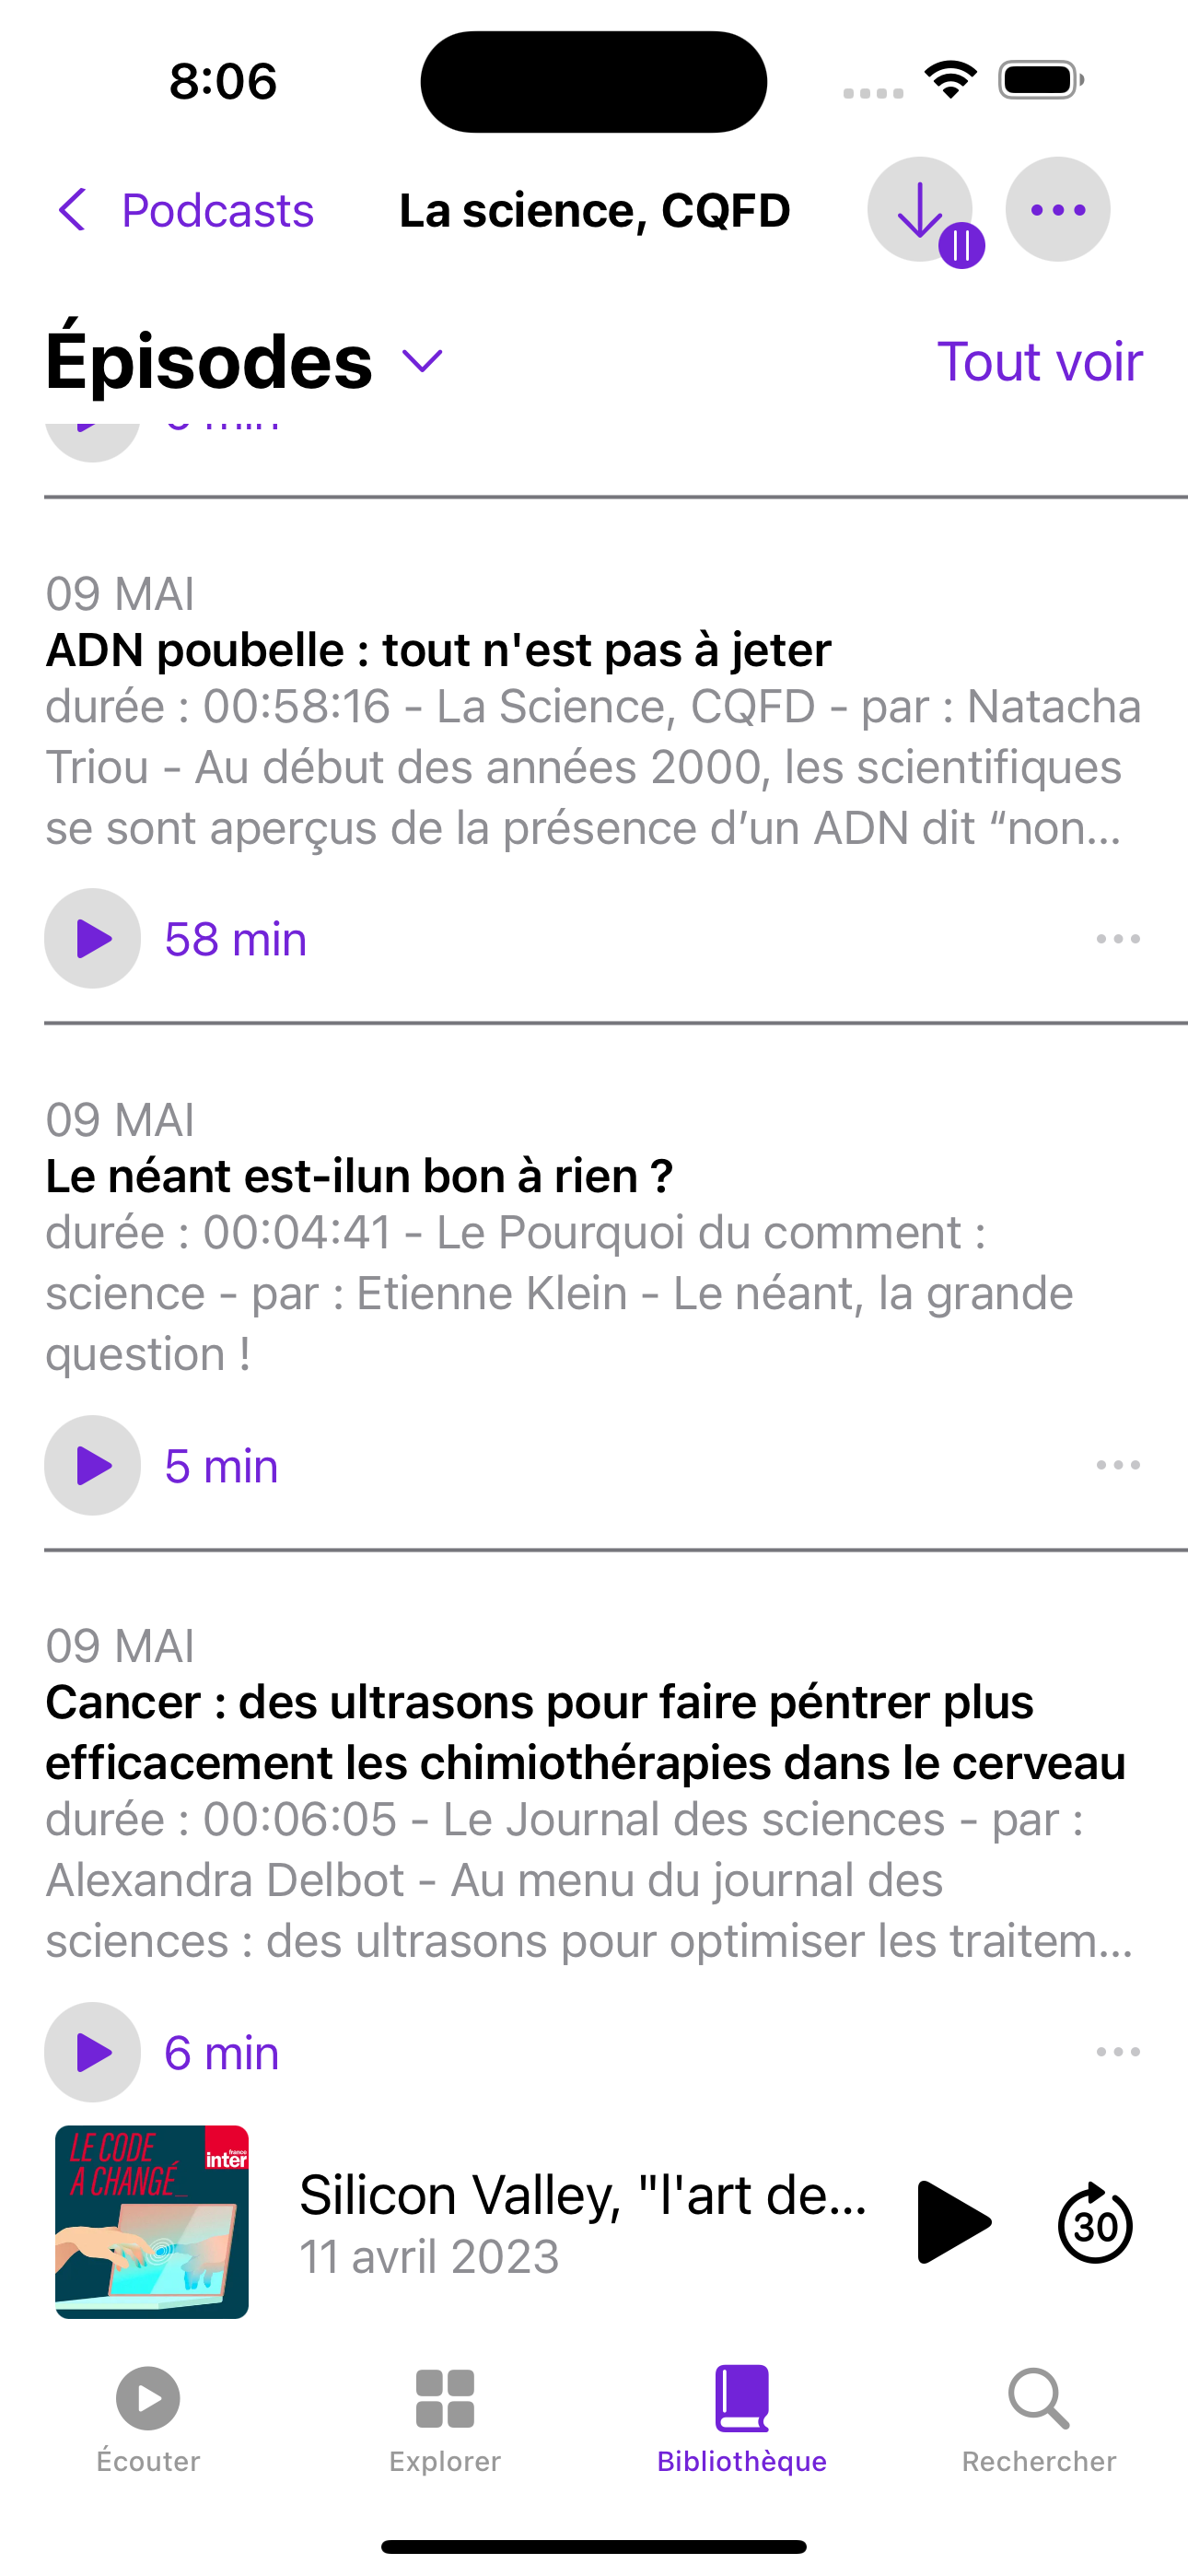 8:06
Podcasts
La science, CQFD
Épisodes
Tout voir
09 MAI
ADN poubelle : tout n'est pas à jeter
durée : 00:58:16 - La Science, CQFD - par : Natacha
Triou - Au début des années 2000, les scientifiques
se sont aperçus de la présence d’un ADN dit “non...
58 min
09 MAI
Le néant est-ilun bon à rien ?
durée : 00:04:41 - Le Pourquoi du comment :
science - par : Etienne Klein - Le néant, la grande
question !
5 min
09 MAI
Cancer : des ultrasons pour faire péntrer plus
efficacement les chimiothérapies dans le cerveau
durée : 00:06:05 - Le Journal des sciences - par :
Alexandra Delbot - Au menu du journal des
sciences : des ultrasons pour optimiser les traitem...
6 min
LE CODE
A CHANGÉ_
france
inter
Silicon Valley, "l'art de...
11 avril 2023
30
Écouter
Explorer
Bibliothèque
Rechercher